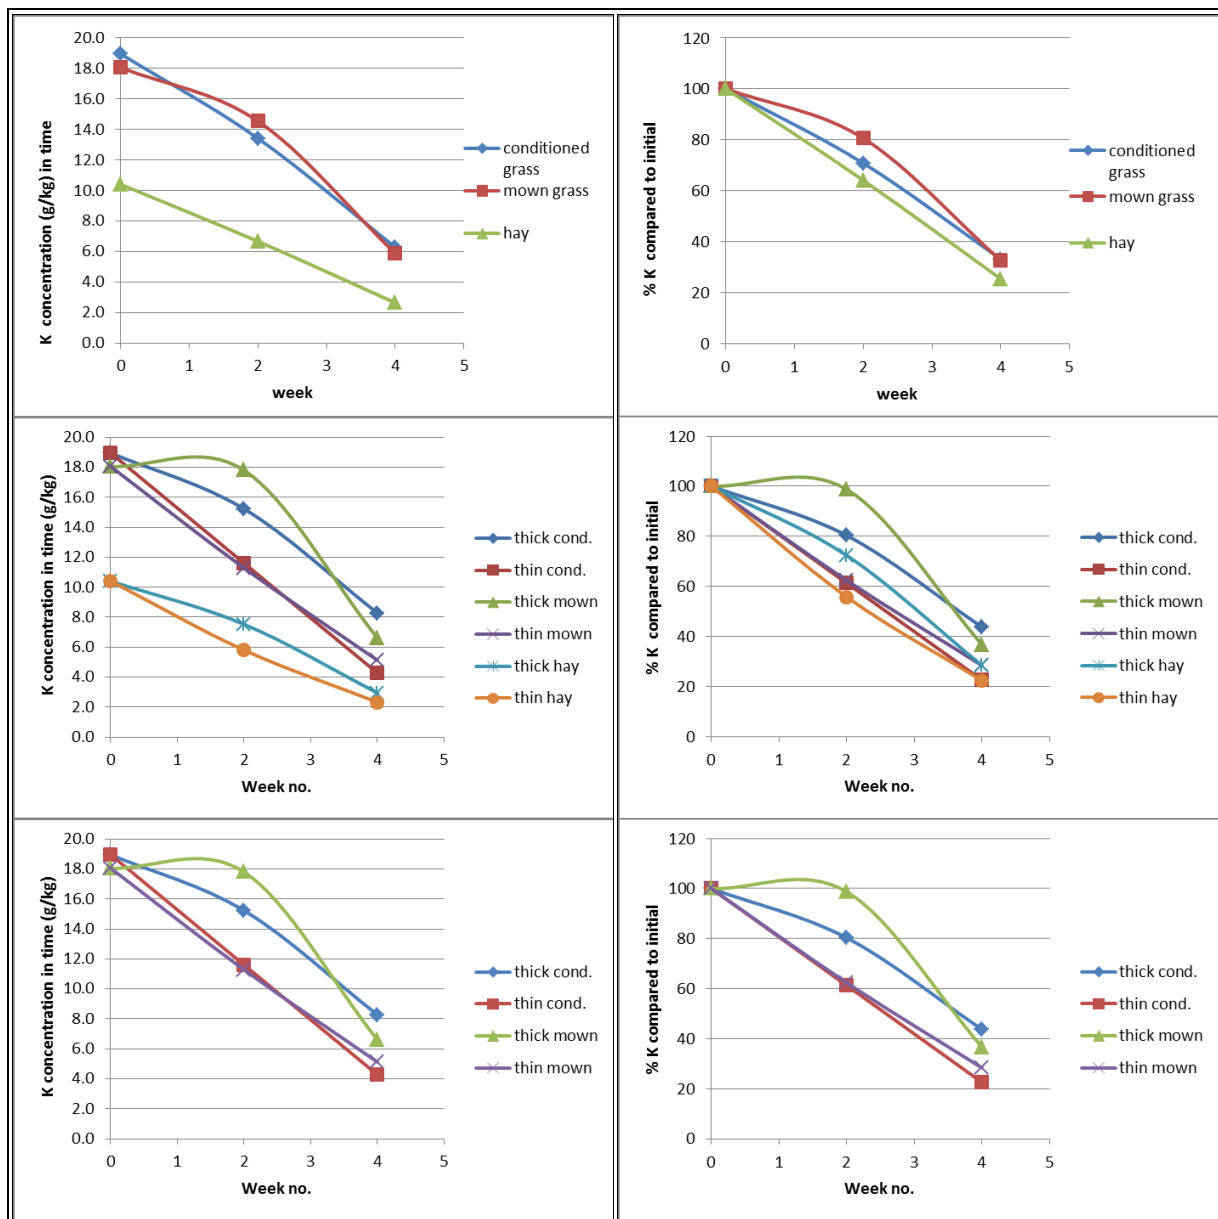 K concentration (g/kg) in time
20.0
18.0
16.0
14.0
12.0
10.0
8.0
6.0
4.0
2.0
0.0
0 1 2 3 4 5
week
conditioned
grass
mown grass
hay
% K compared to initial
120
100
80
60
40
20
0
0 1 2 3 4 5
week
conditioned
grass
mown grass
hay
K concentration in time (g/kg)
20.0
18.0
16.0
14.0
12.0
10.0
8.0
6.0
4.0
2.0
0.0
0 1 2 3 4 5
Week no.
thick cond.
thin cond.
thick mown
thin mown
thick hay
thin hay
% K compared to initial
120
100
80
60
40
20
0
0 1 2 3 4 5
Week no.
thick cond.
thin cond.
thick mown
thin mown
thick hay
thin hay
K concentration in time (g/kg)
20.0
18.0
16.0
14.0
12.0
10.0
8.0
6.0
4.0
2.0
0.0
0 1 2 3 4 5
Week no.
thick cond.
thin cond.
thick mown
thin mown
% K compared to initial
120
100
80
60
40
20
0
0 1 2 3 4 5
Week no.
thick cond.
thin cond.
thick mown
thin mown